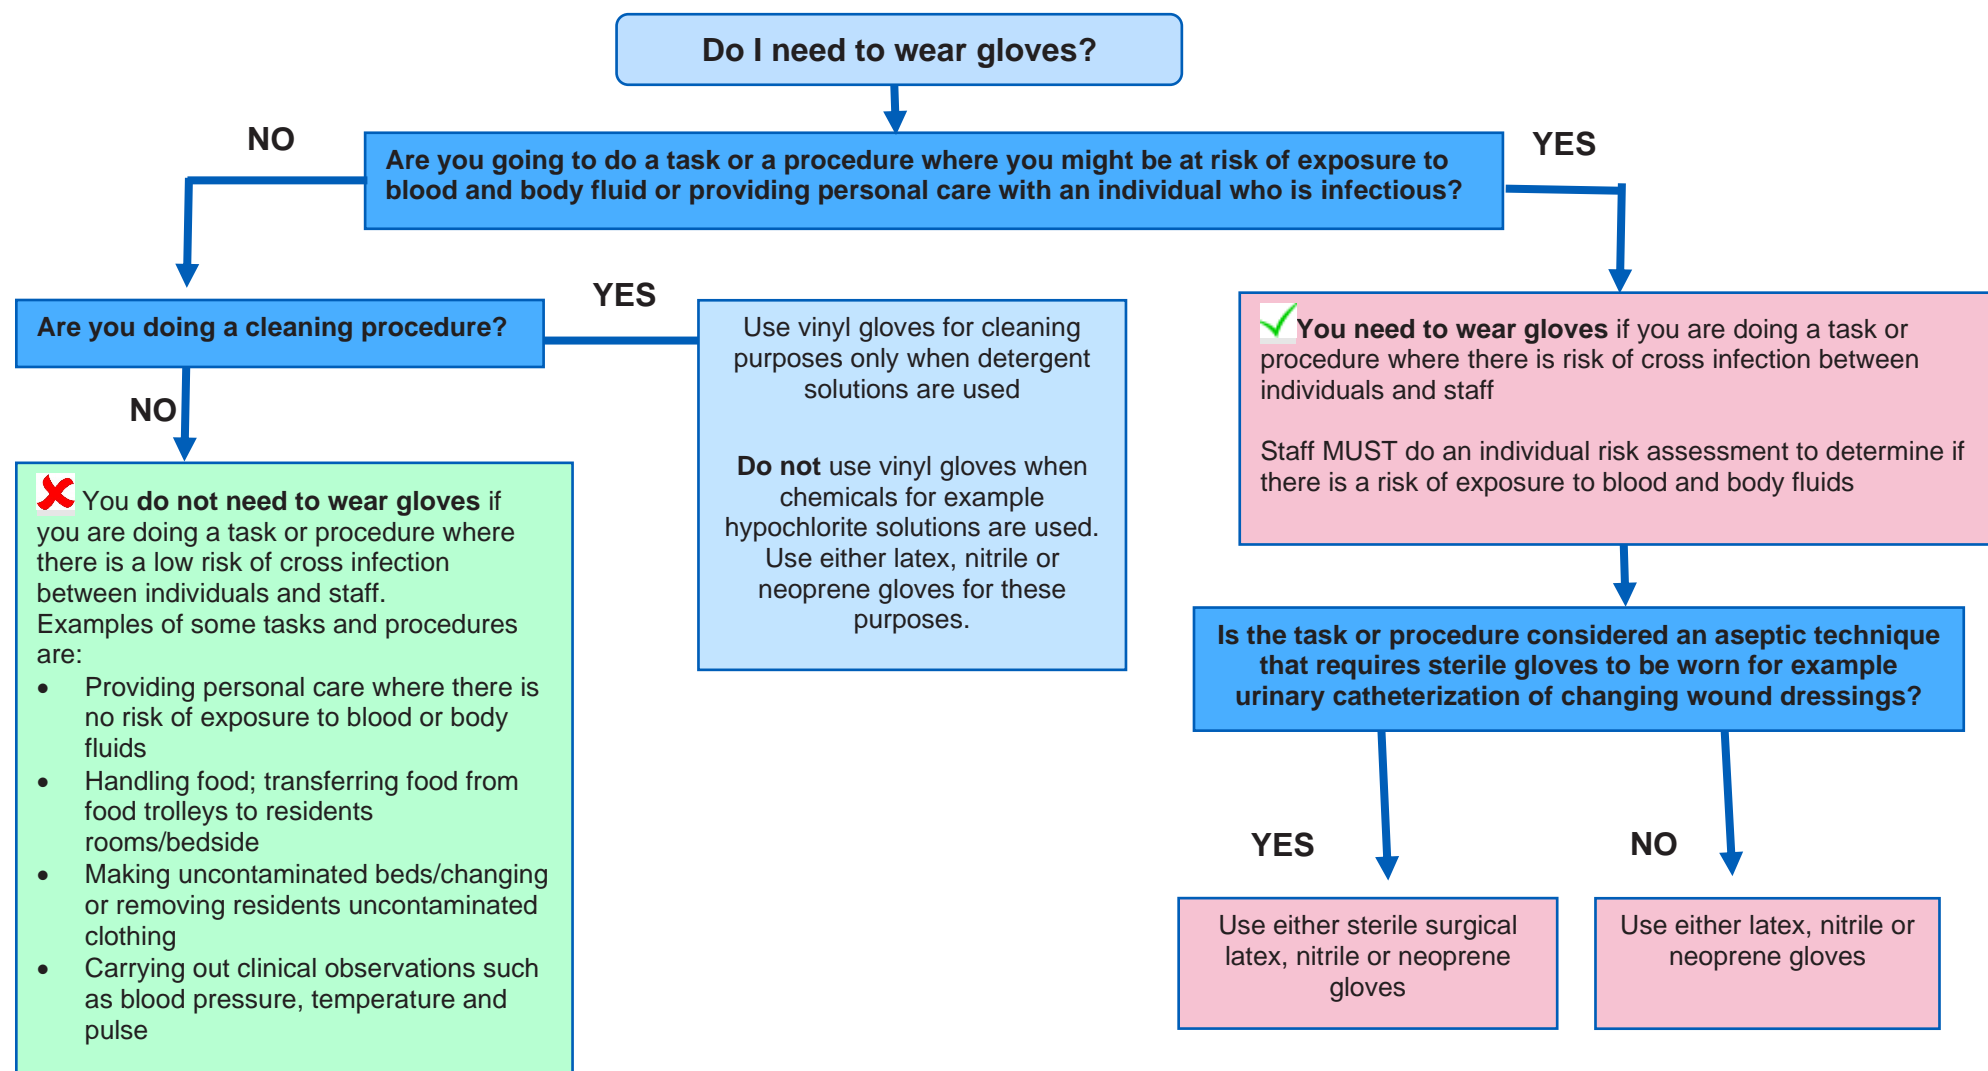 Do I need to wear gloves?
NO
YES
Are you going to do a task or a procedure where you might be at risk of exposure to
blood and body fluid or providing personal care with an individual who is infectious?
Are you doing a cleaning procedure?
YES
NO
Use vinyl gloves for cleaning
purposes only when detergent
solutions are used
Do not use vinyl gloves when
chemicals for example
hypochlorite solutions are used.
Use either latex, nitrile or
neoprene gloves for these
purposes.
You do not need to wear gloves if
you are doing a task or procedure where
there is a low risk of cross infection
between individuals and staff.
Examples of some tasks and procedures
are:
• Providing personal care where there is
no risk of exposure to blood or body
fluids
• Handling food; transferring food from
food trolleys to residents
rooms/bedside
• Making uncontaminated beds/changing
or removing residents uncontaminated
clothing
• Carrying out clinical observations such
as blood pressure, temperature and
pulse
You need to wear gloves if you are doing a task or
procedure where there is risk of cross infection between
individuals and staff
Staff MUST do an individual risk assessment to determine if
there is a risk of exposure to blood and body fluids
Is the task or procedure considered an aseptic technique
that requires sterile gloves to be worn for example
urinary catheterization of changing wound dressings?
YES
NO
Use either sterile surgical
latex, nitrile or neoprene
gloves
Use either latex, nitrile or
neoprene gloves